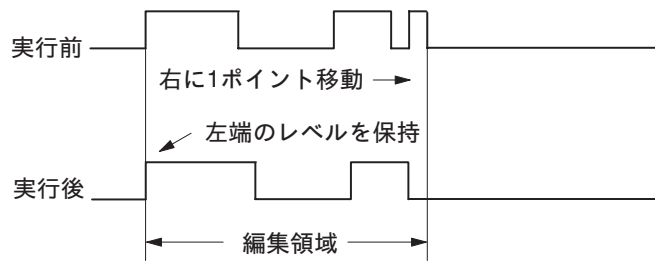 実行前
右に1ポイント移動
左端のレベルを保持
実行後
編集領域